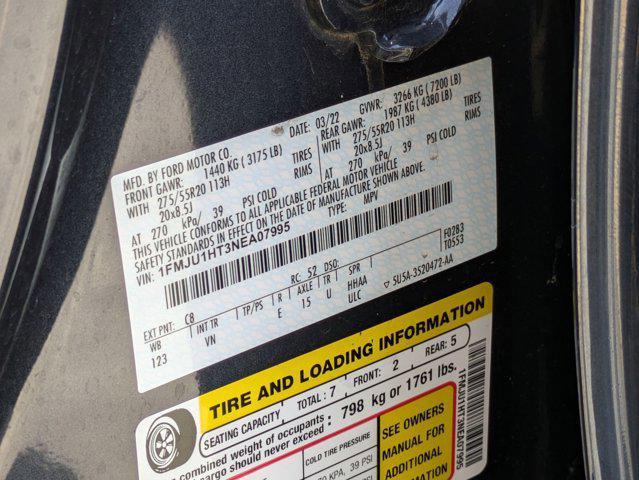 MFD. BY FORD MOTOR CO. DATE: 03/22 GVWR: 3266 KG ( 7200 LB)
FRONT GAWR: 1440 KG ( 3175 LB) REAR GAWR: 1987 KG ( 4380 LB)
WITH 275/55R20 113H TIRES WITH 275/55R20 113H TIRES
20x8.5J RIMS 20x8.5J RIMS
AT 270 kPa/ 39 PSI COLD AT 270 kPa/ 39 PSI COLD
THIS VEHICLE CONFORMS TO ALL APPLICABLE FEDERAL MOTOR VEHICLE
SAFETY STANDARDS IN EFFECT ON THE DATE OF MANUFACTURE SHOWN ABOVE.
VIN: 1FMJU1HT3NEA07995 TYPE: MPV
F0283
T0553
EXT PNT: C8 RC: 52 DSO:
WB INT TR TP/PS R AXLE TR SPR
123 VN E 15 U HHAA
ULC ▽ SU5A-3520472-AA
TIRE AND LOADING INFORMATION
SEATING CAPACITY TOTAL : 7 FRONT: 2 REAR: 5
combined weight of occupants
cargo should never exceed : 798 kg or 1761 lbs.
COLD TIRE PRESSURE
KPA, 39 PSI
SEE OWNERS
MANUAL FOR
ADDITIONAL
1FMJU1HT3NEA07995